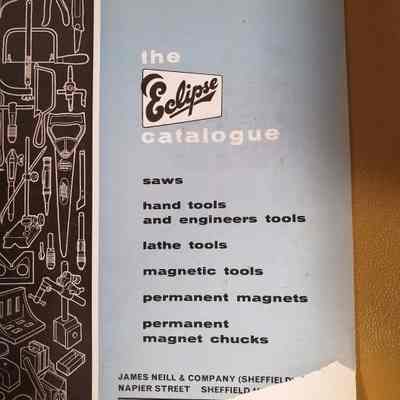 the
Eclipse
catalogue
saws
hand tools
and engineers tools
lathe tools
magnetic tools
permanent magnets
permanent
magnet chucks
JAMES NEILL & COMPANY (SHEFFIELD)
NAPIER STREET SHEFFIELD